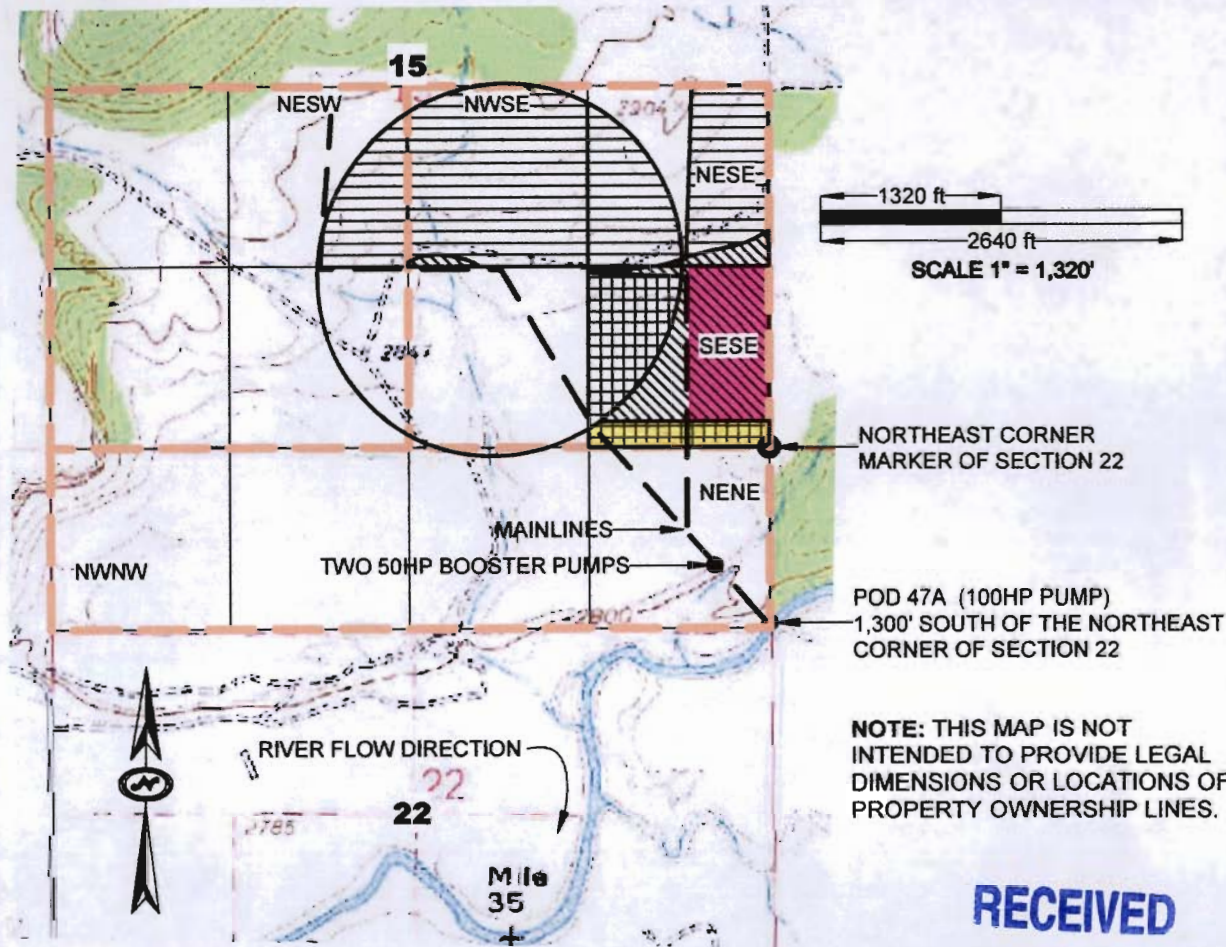 15
NESW
NWSE
2204
NESE
1320 ft
2640 ft
SCALE 1" = 1,320'
2841
SESE
NORTHEAST CORNER
MARKER OF SECTION 22
NENE
MAINLINES
TWO 50HP BOOSTER PUMPS
NWNW
2800
POD 47A (100HP PUMP)
1,300' SOUTH OF THE NORTHEAST
CORNER OF SECTION 22
NOTE: THIS MAP IS NOT
INTENDED TO PROVIDE LEGAL
DIMENSIONS OR LOCATIONS OF
PROPERTY OWNERSHIP LINES.
RIVER FLOW DIRECTION
22
22
2785
Mile
35
RECEIVED